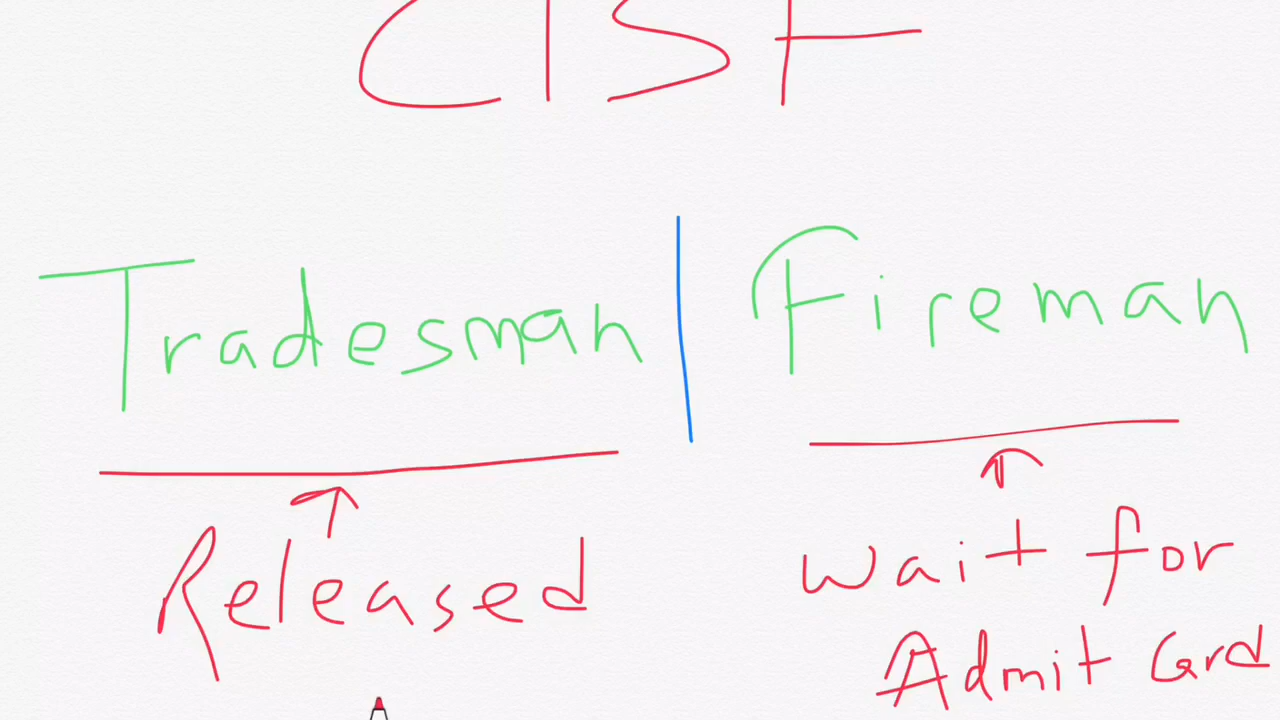 CISF
Tradesman | Fireman
Released
Wait for
Admit Card